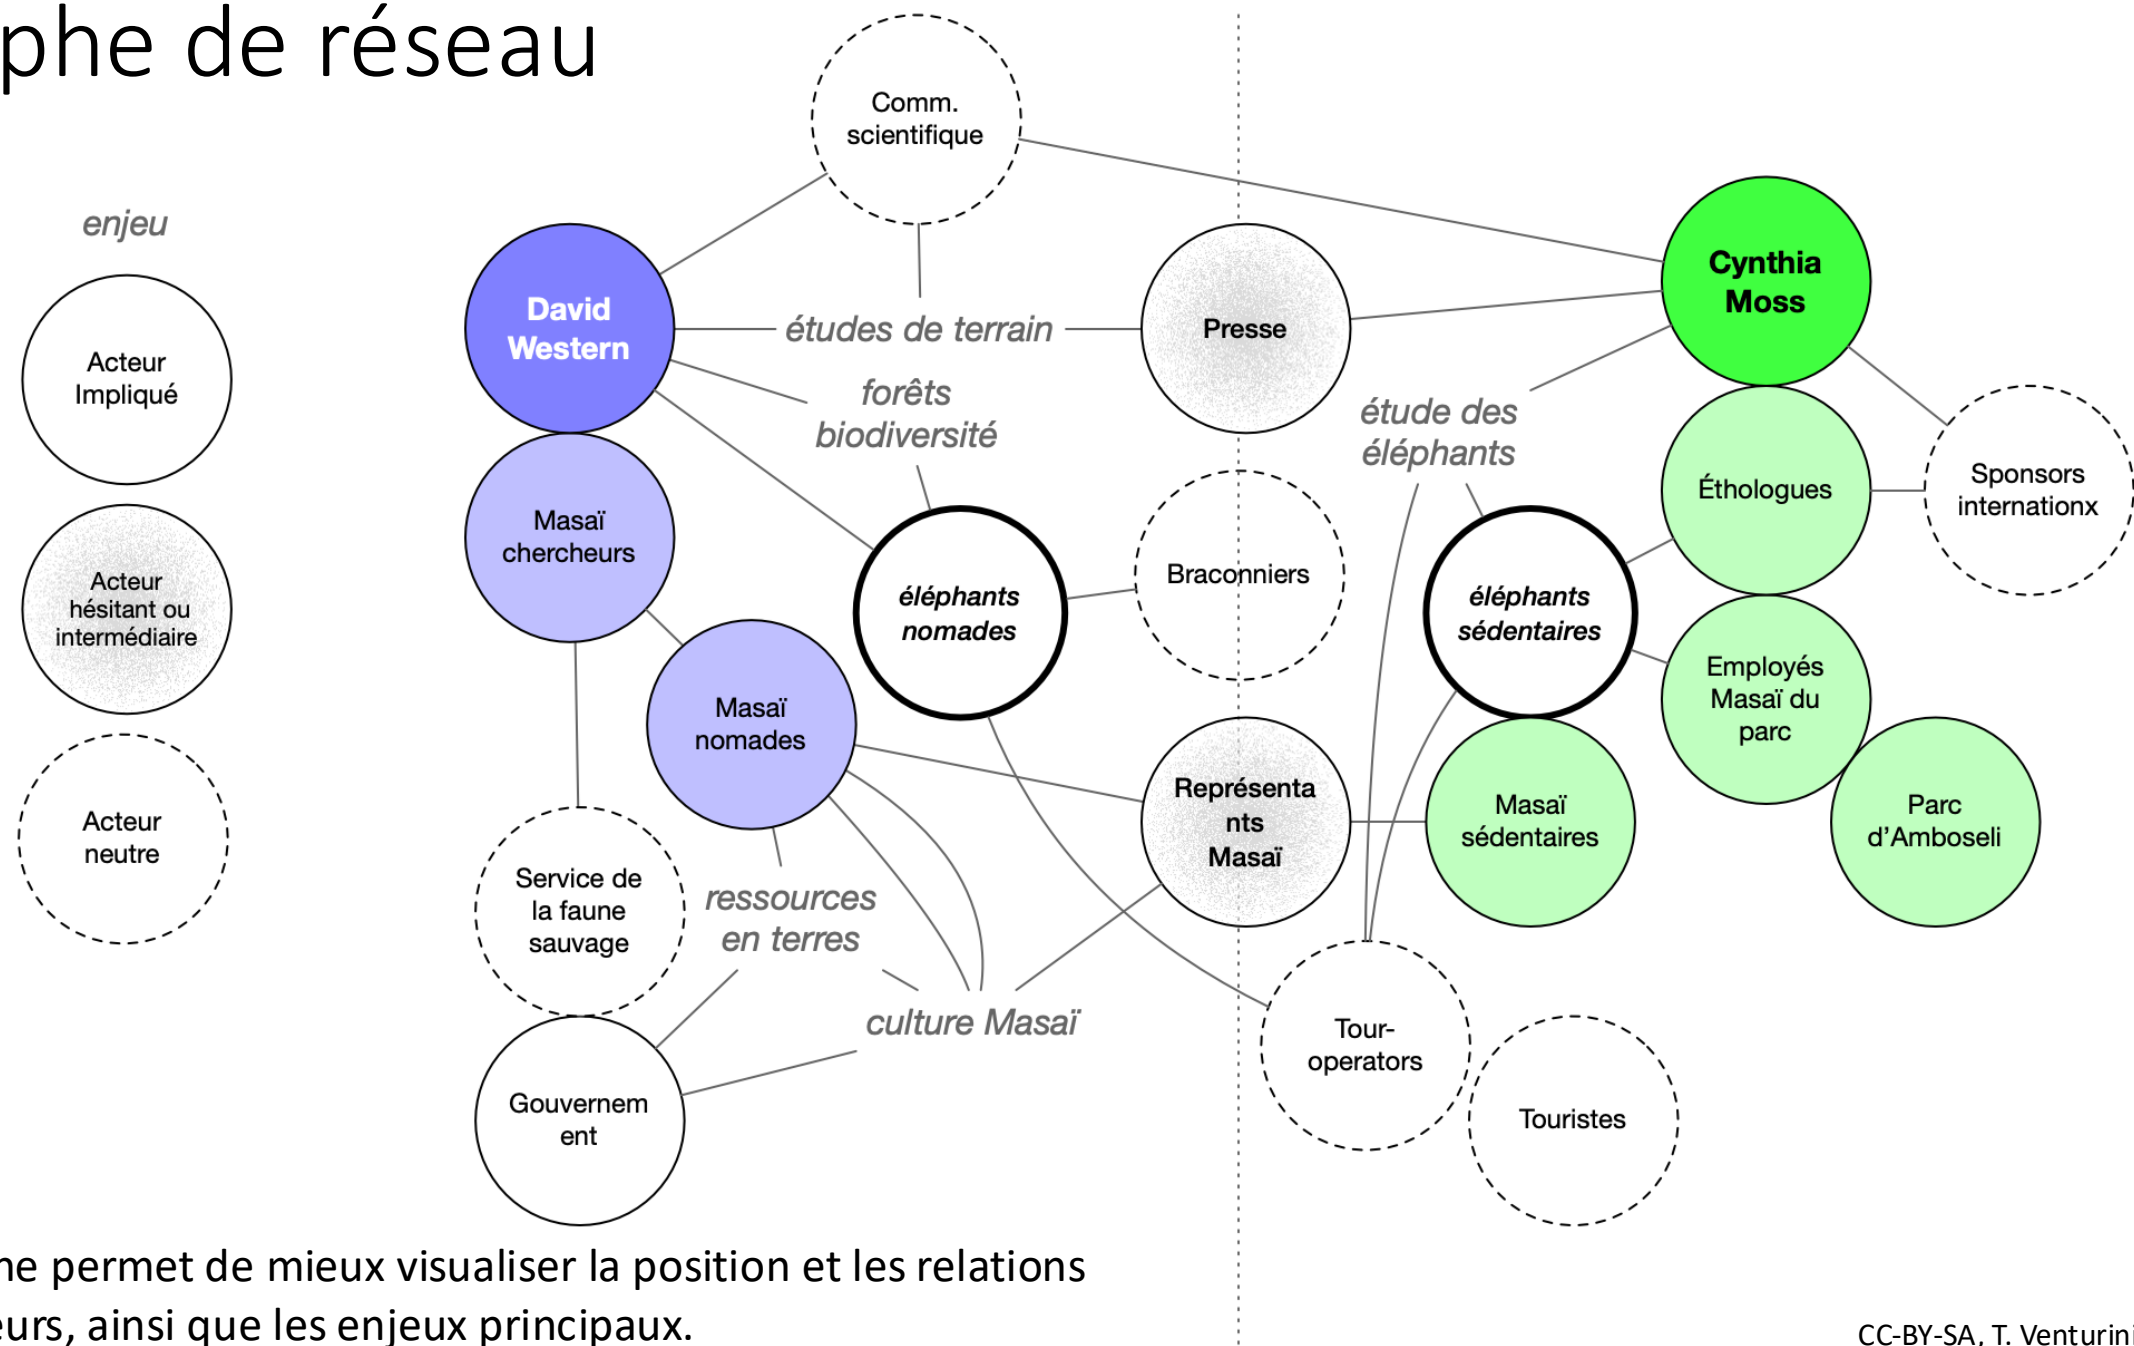 phe de réseau
Comm.
scientifique
enjeu
Acteur
Impliqué
Acteur
hésitant ou
intermédiaire
Acteur
neutre
David
Western
études de terrain
Presse
Cynthia
Moss
forêts
biodiversité
étude des
éléphants
Masaï
chercheurs
éléphants
nomades
Braconniers
éléphants
sédentaires
Éthologues
Sponsors
internationx
Masaï
nomades
Employés
Masaï du
parc
Représenta
nts
Masaï
Masaï
sédentaires
Parc
d’Amboseli
Service de
la faune
sauvage
ressources
en terres
culture Masaï
Gouvernem
ent
Tour-
operators
Touristes
ne permet de mieux visualiser la position et les relations
eurs, ainsi que les enjeux principaux.
CC-BY-SA, T. Venturini